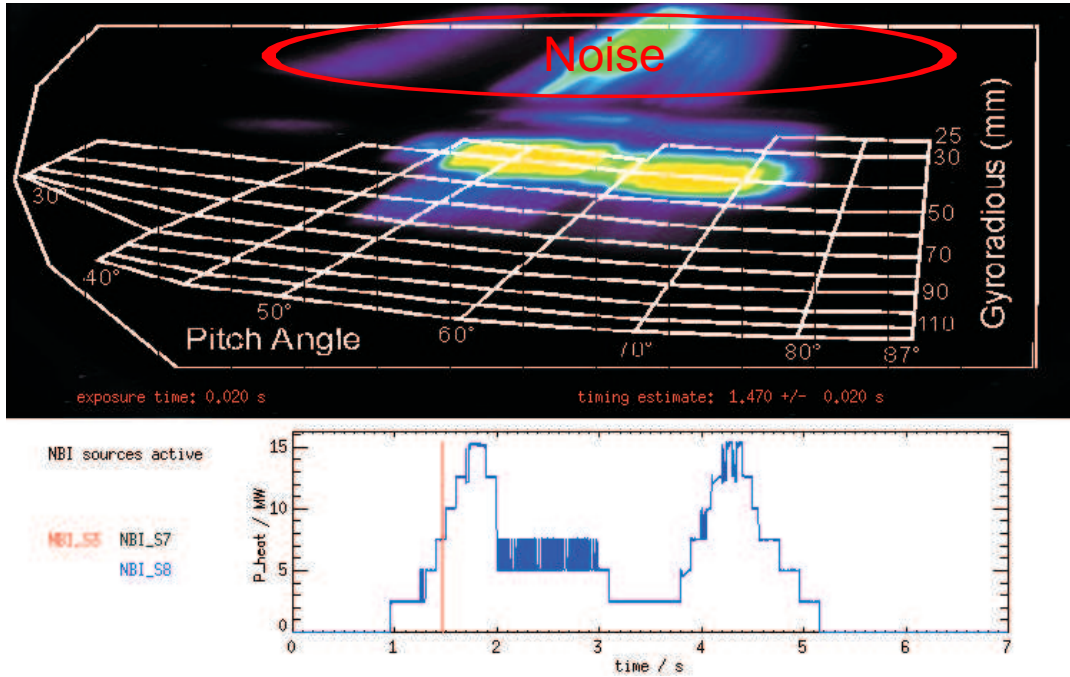 Noise
25
30
50
70
90
110
Gyroradious (mm)
30°
40°
50°
60°
70°
80°
87°
Pitch Angle
exposure time: 0.020 s
timing estimate: 1.470 +/- 0.020 s
NBI sources active
NBI_S7
NBI_S8
P_heat / MW
15
10
5
0
0 1 2 3 4 5 6 7
time / s